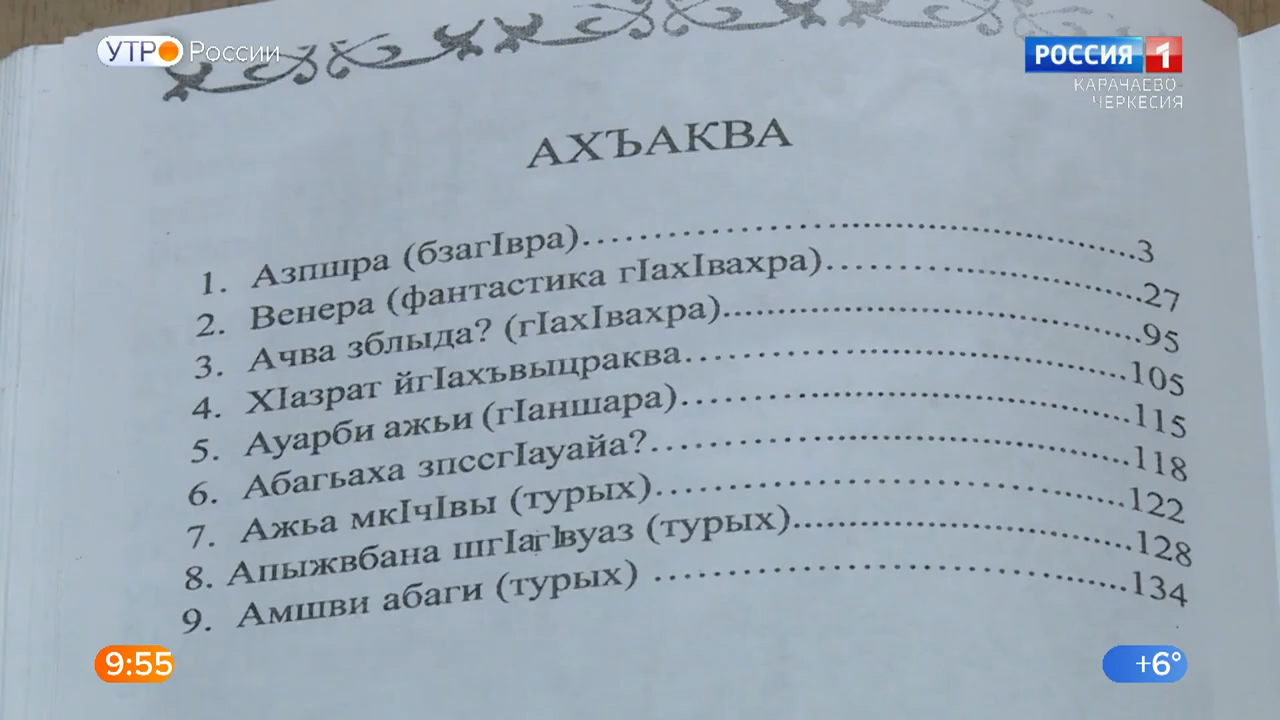 УТРО России
РОССИЯ 1
КАРАЧАЕВО-
ЧЕРКЕСИЯ
АХЪАКВА
1. Азпшра (бзагIвра)..........3
2. Венера (фантастика гIахIвахра)..........27
3. Ачва зблыда? (гIахIвахра)..........95
4. ХIазрат йгIахъвыцраква..........105
5. Ауарби ажьи (гIаншара)..........115
6. Абагьаха зпссгIауайа?..........118
7. Ажьа мкIчIвы (турых)..........122
8. Апыжвбана шгIагIвуаз (турых)..........128
9. Амшви абаги (турых) ..........134
9:55
+6°